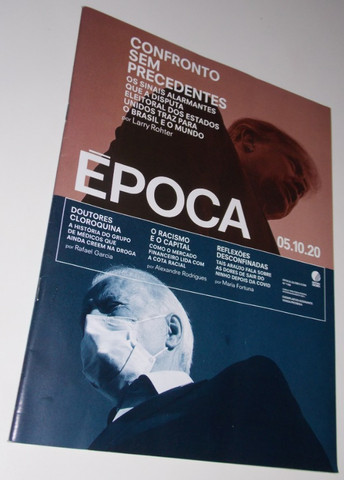 CONFRONTO
SEM
PRECEDENTES
OS SINAIS ALARMANTES
QUE A DISPUTA
ELEITORAL DOS ESTADOS
UNIDOS TRAZ PARA
O BRASIL E O MUNDO
por Larry Rohter
ÉPOCA
05.10.20
DOUTORES
CLOROQUINA
A HISTÓRIA DO GRUPO
DE MÉDICOS QUE
AINDA CREEM NA DROGA
por Rafael Garcia
O RACISMO
E O CAPITAL
COMO O MERCADO
FINANCEIRO LIDA COM
A COTA RACIAL
por Alexandre Rodrigues
REFLEXÕES
DESCONFINADAS
TAÍS ARAÚJO FALA SOBRE
AS DORES DE SAIR DO
NINHO DEPOIS DA COVID
por Maria Fortuna